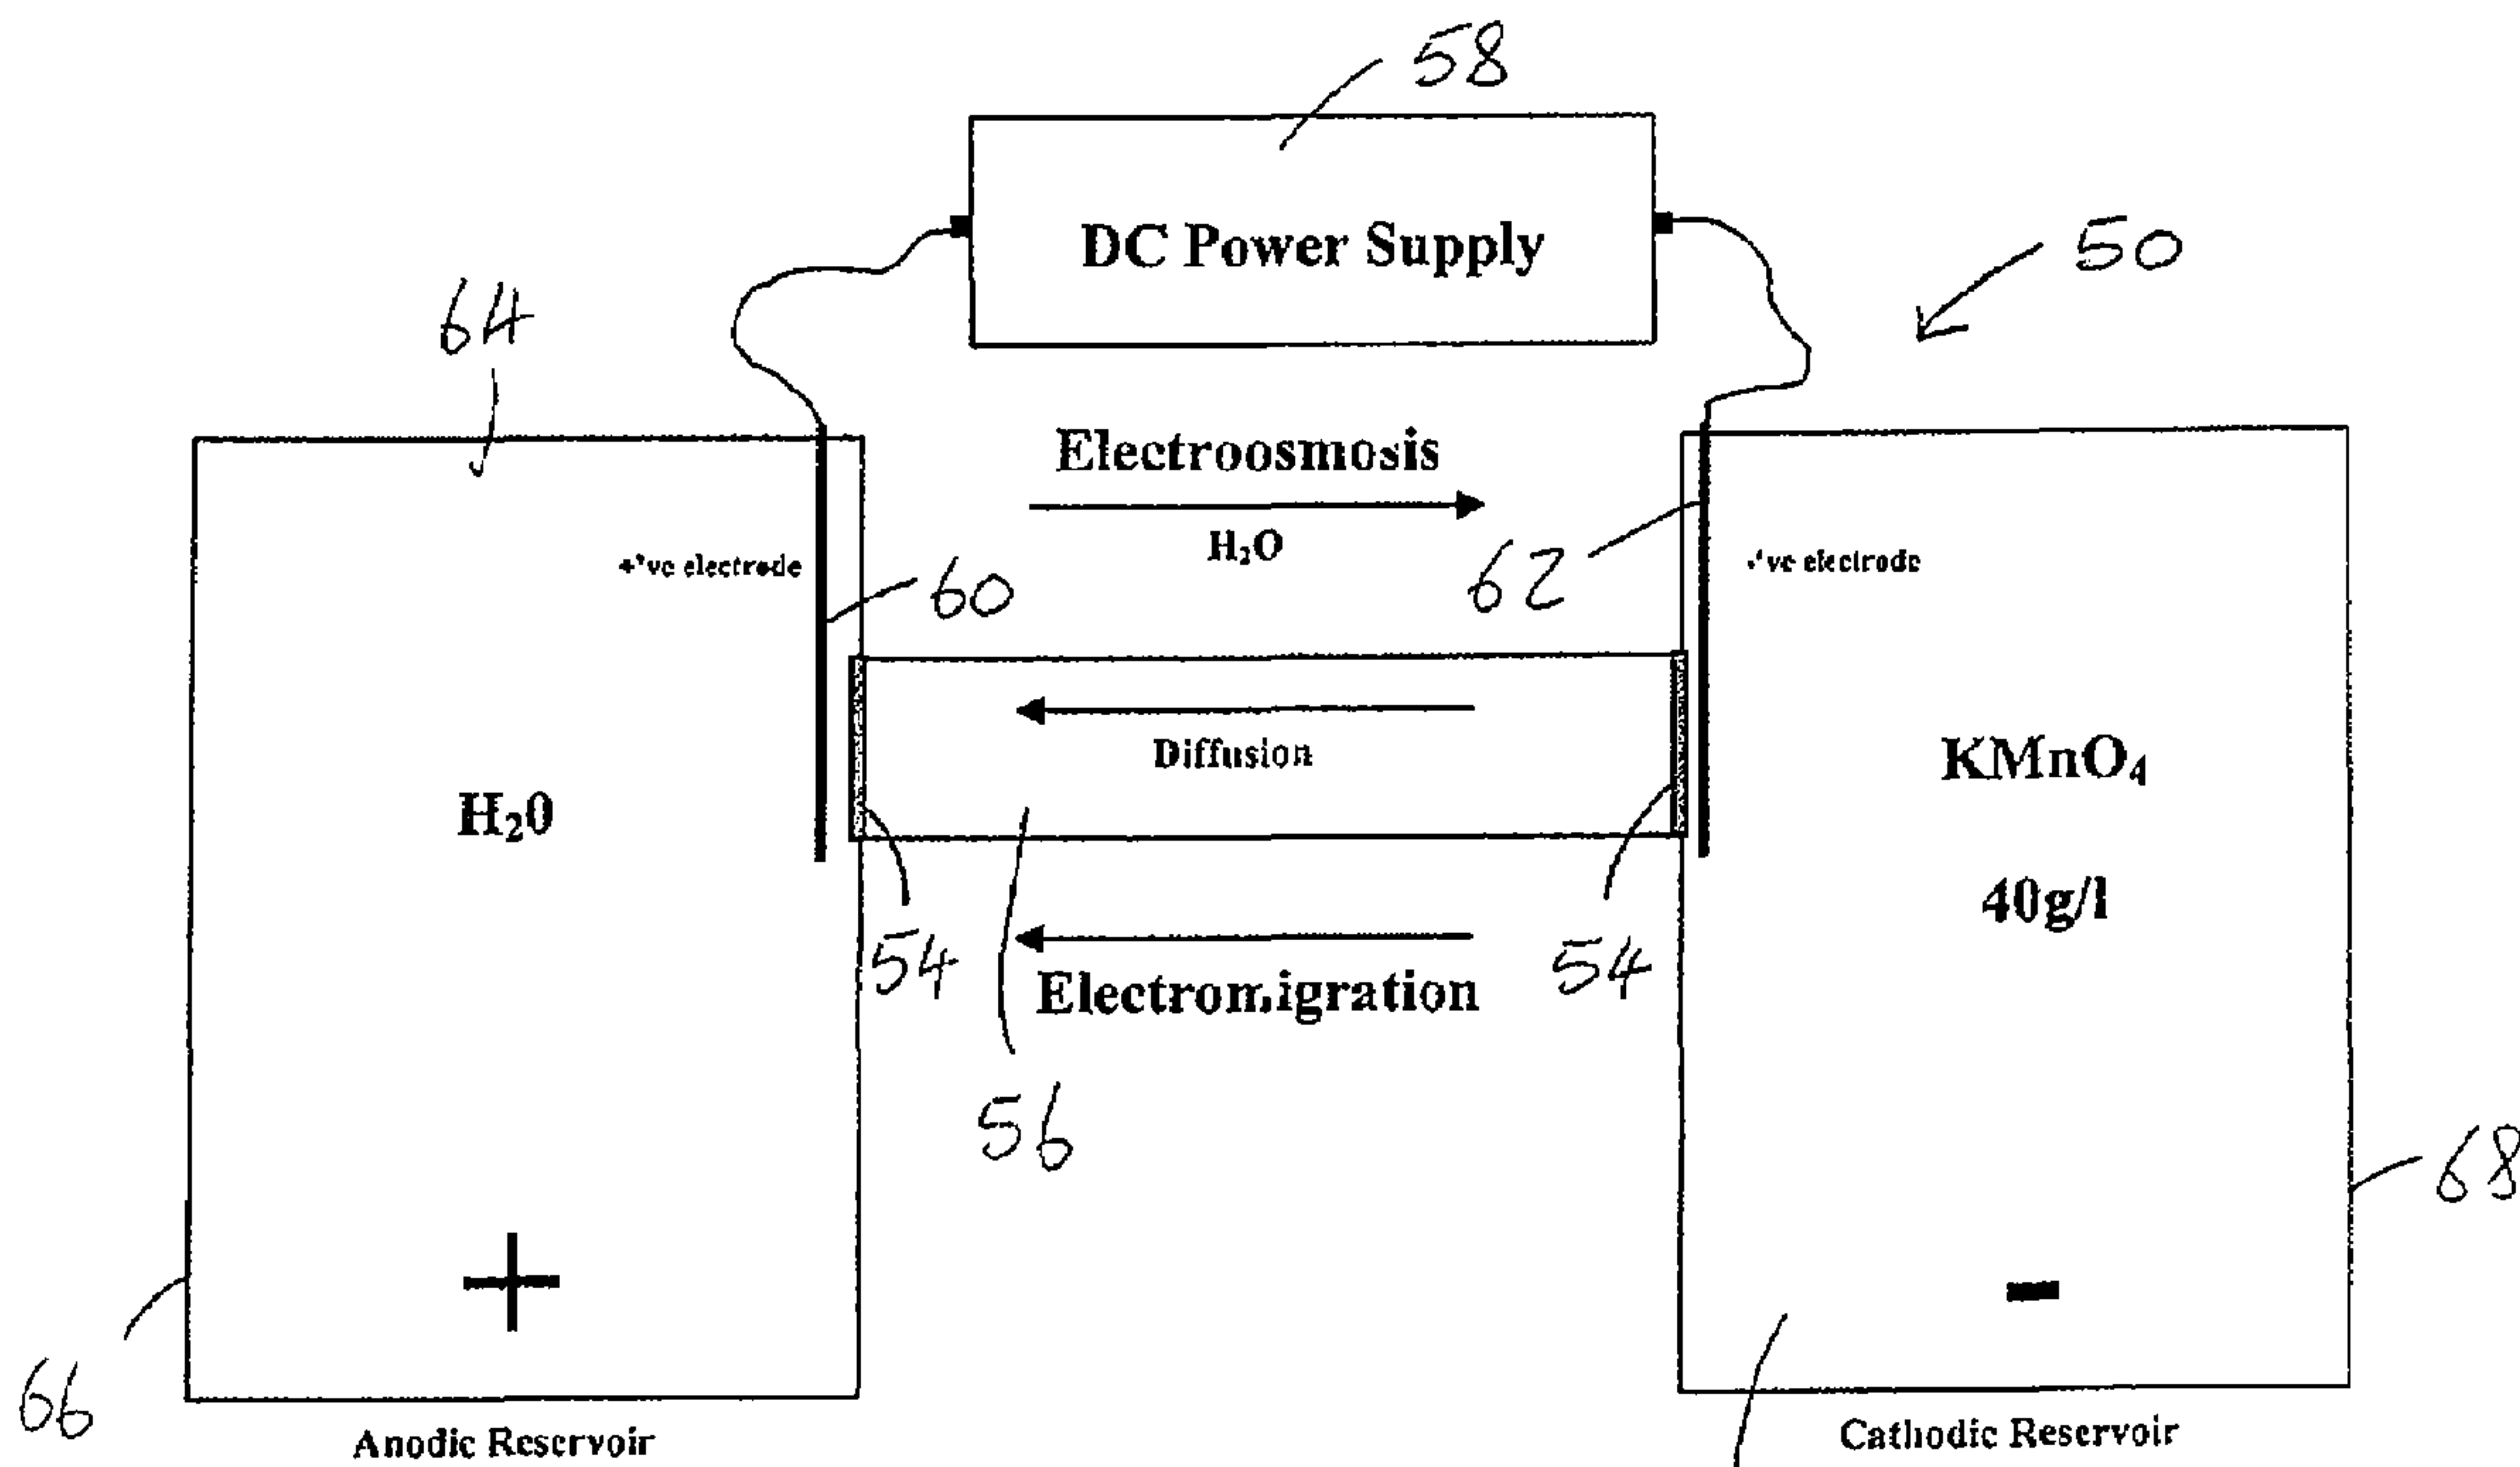 58
DC Power Supply
50
64
Electroosmosis
H₂O
+'ve electrode
60
62
-'ve electrode
Diffusion
H₂0
KMnO₄
40g/l
54
54
Electromigration
56
68
+
-
66
Anodic Reservoir
Cathodic Reservoir